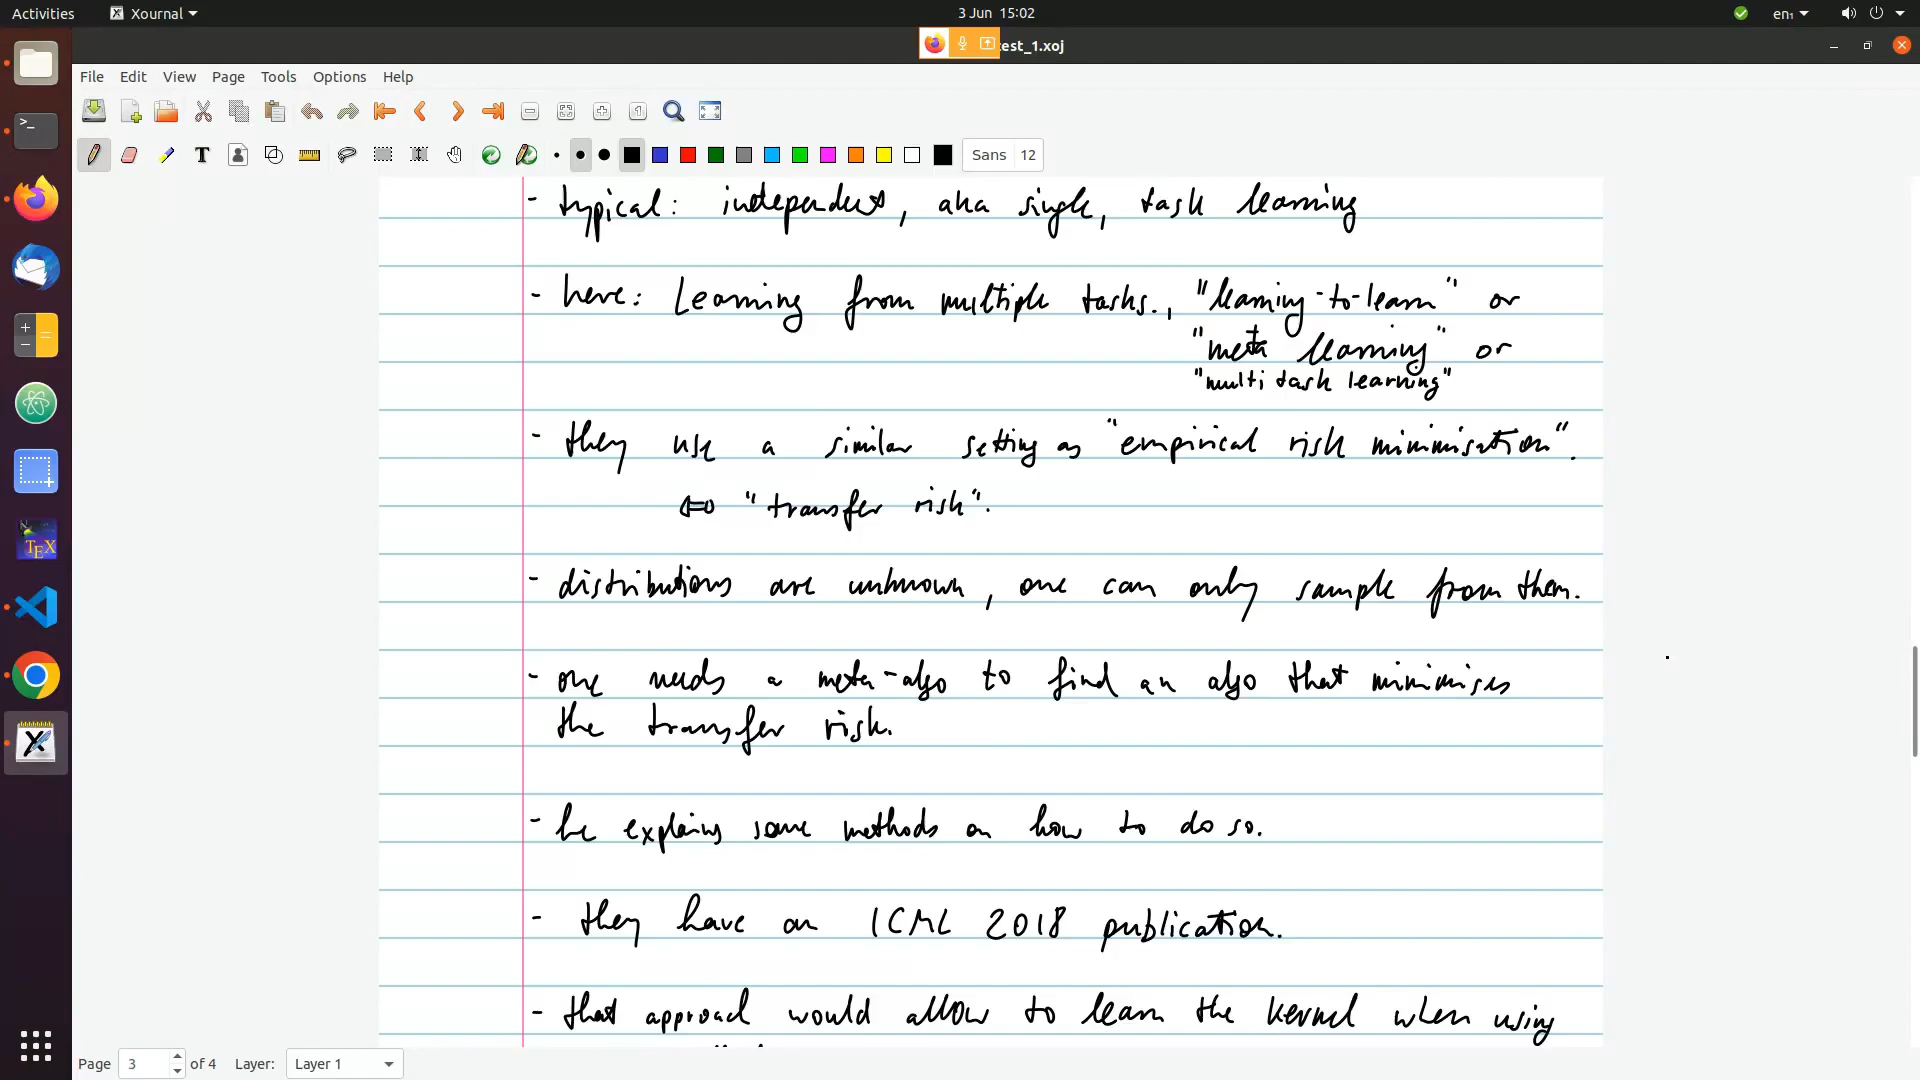 Activities Xournal 3 Jun 15:02 en₁
est_1.xoj
File Edit View Page Tools Options Help
T Sans 12
- typical: independent, aka single, task learning
- here: Learning from multiple tasks., "learning-to-learn" or
"meta learning" or
"multi task learning"
- they use a similar setting as "empirical risk minimisation".
⇔ "transfer risk".
- distributions are unknown, one can only sample from them.
- one needs a meta-algo to find an algo that minimises
the transfer risk.
- he explains some methods on how to do so.
- they have an ICML 2018 publication.
- that approach would allow to learn the kernel when using
Page 3 of 4 Layer: Layer 1